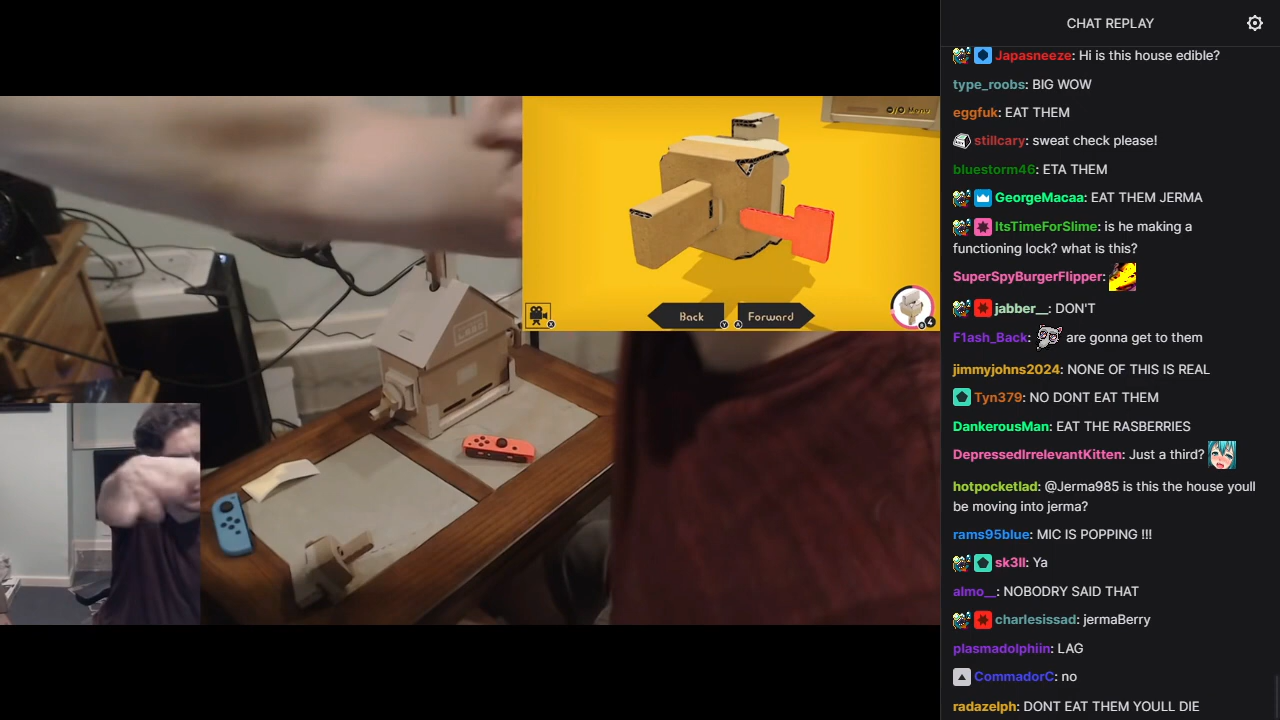 CHAT REPLAY
Japasneeze: Hi is this house edible?
type_roobs: BIG WOW
eggfuk: EAT THEM
stillcary: sweat check please!
bluestorm46: ETA THEM
GeorgeMacaa: EAT THEM JERMA
ItsTimeForSlime: is he making a
functioning lock? what is this?
SuperSpyBurgerFlipper:
jabber__: DON'T
F1ash_Back: are gonna get to them
jimmyjohns2024: NONE OF THIS IS REAL
Tyn379: NO DONT EAT THEM
DankerousMan: EAT THE RASBERRIES
DepressedIrrelevantKitten: Just a third?
hotpocketlad: @Jerma985 is this the house youll
be moving into jerma?
rams95blue: MIC IS POPPING !!!
sk3ll: Ya
almo__: NOBODRY SAID THAT
charlesissad: jermaBerry
plasmadolphiin: LAG
CommadorC: no
radazelph: DONT EAT THEM YOULL DIE
Menu
Back
Y
Forward
A
X
LABO